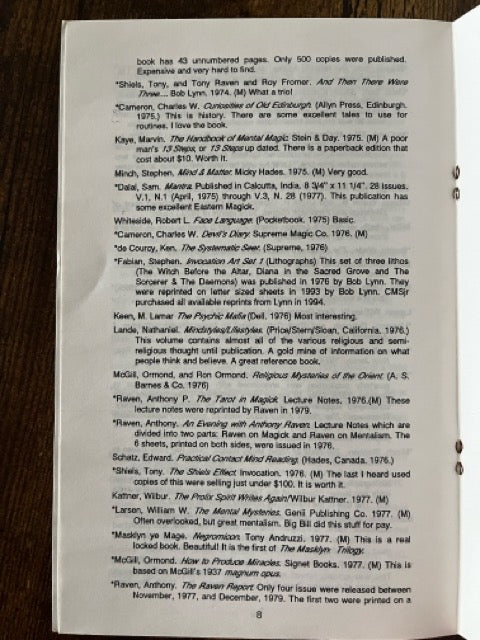 book has 43 unnumbered pages. Only 500 copies were published.
Expensive and very hard to find.
*Shiels, Tony, and Tony Raven and Roy Fromer. And Then There Were
Three... Bob Lynn. 1974. (M) What a trio!
*Cameron, Charles W. Curiosities of Old Edinburgh. (Allyn Press, Edinburgh.
1975.) This is history. There are some excellent tales to use for
routines. I love the book.
Kaye, Marvin. The Handbook of Mental Magic. Stein & Day. 1975. (M) A poor
man's 13 Steps, or 13 Steps up dated. There is a paperback edition that
cost about $10. Worth it.
Minch, Stephen. Mind & Matter. Micky Hades. 1975. (M) Very good.
*Dalal, Sam. Mantra. Published in Calcutta, India. 8 3/4" x 11 1/4". 28 issues.
V.1, N.1 (April, 1975) through V.3, N. 28 (1977). This publication has
some excellent Eastern Magick.
Whiteside, Robert L. Face Language. (Pocketbook. 1975) Basic.
*Cameron, Charles W. Devil's Diary. Supreme Magic Co. 1976. (M)
*de Courcy, Ken. The Systematic Seer. (Supreme, 1976)
*Fabian, Stephen. Invocation Art Set 1 (Lithographs) This set of three lithos
(The Witch Before the Altar, Diana in the Sacred Grove and The
Sorcerer & The Daemons) was published in 1976 by Bob Lynn. They
were reprinted on letter sized sheets in 1993 by Bob Lynn. CMSjr
purchased all available reprints from Lynn in 1994.
Keen, M. Lamar The Psychic Mafia (Dell, 1976) Most interesting.
Lande, Nathaniel. Mindstyles/Lifestyles. (Price/Stern/Sloan, California. 1976.)
This volume contains almost all of the various religious and semi-
religious thought until publication. A gold mine of information on what
people think and believe. A great reference book.
McGill, Ormond, and Ron Ormond. Religious Mysteries of the Orient. (A. S.
Barnes & Co. 1976)
*Raven, Anthony P. The Tarot in Magick. Lecture Notes. 1976.(M) These
lecture notes were reprinted by Raven in 1979.
*Raven, Anthony. An Evening with Anthony Raven. Lecture Notes which are
divided into two parts: Raven on Magick and Raven on Mentalism. The
6 sheets, printed on both sides, were issued in 1976.
Schatz, Edward. Practical Contact Mind Reading. (Hades, Canada. 1976.)
*Shiels, Tony. The Shiels Effect. Invocation. 1976. (M) The last I heard used
copies of this were selling just under $100. It is worth it.
Kattner, Wilbur. The Prolix Spirit Writes Again/Wilbur Kattner. 1977. (M)
*Larsen, William W. The Mental Mysteries. Genii Publishing Co. 1977. (M)
Often overlooked, but great mentalism. Big Bill did this stuff for pay.
*Masklyn ye Mage. Negromicon. Tony Andruzzi. 1977. (M) This is a real
locked book. Beautiful! It is the first of The Masklyn Trilogy.
*McGill, Ormond. How to Produce Miracles. Signet Books. 1977. (M) This is
based on McGill's 1937 magnum opus.
*Raven, Anthony. The Raven Report. Only four issue were released between
November, 1977, and December, 1979. The first two were printed on a
8